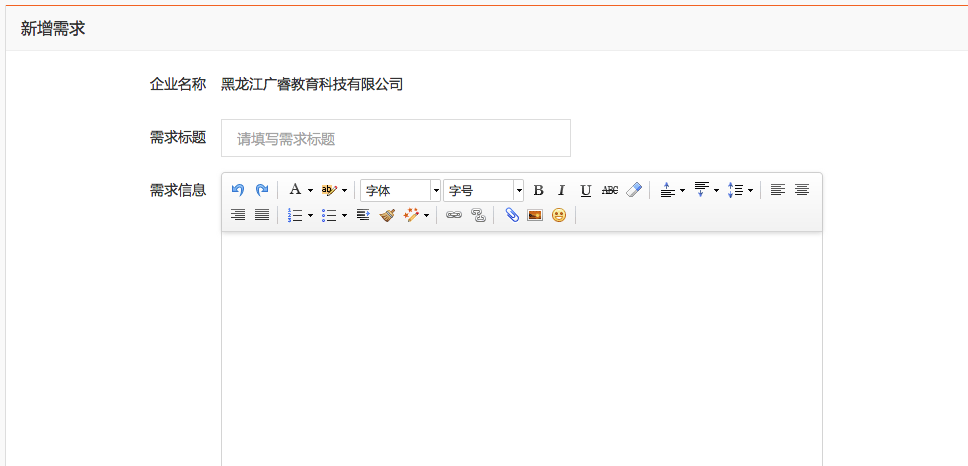 新增需求
企业名称 黑龙江广睿教育科技有限公司
需求标题 请填写需求标题
需求信息 A ab 字体 字号 B I U ABC